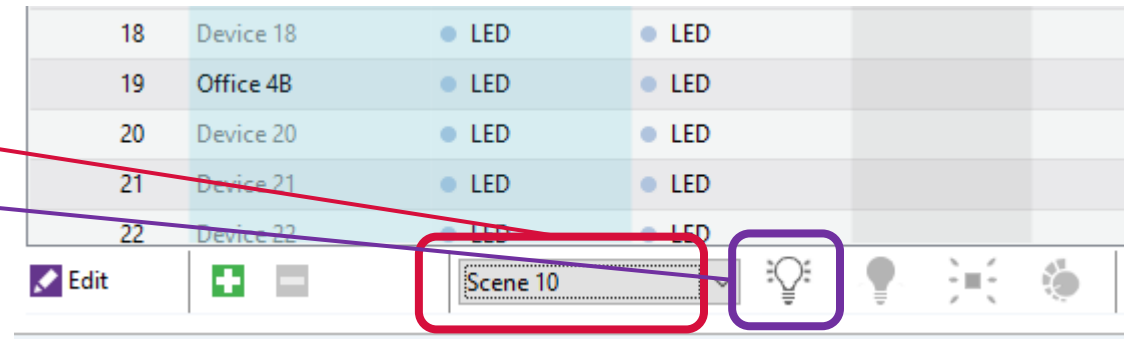 18 Device 18 LED LED
19 Office 4B LED LED
20 Device 20 LED LED
21 Device 21 LED LED
22 Device 22 LED LED
Edit Scene 10